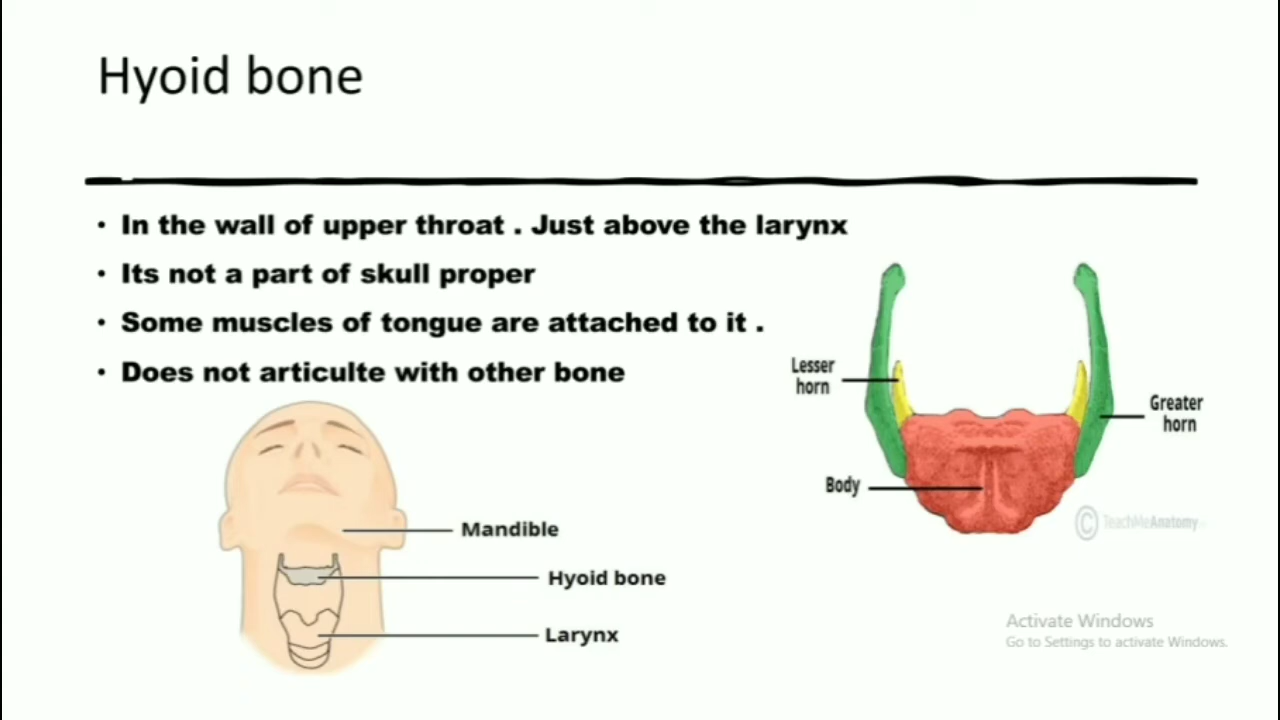 Hyoid bone
• In the wall of upper throat . Just above the larynx
• Its not a part of skull proper
• Some muscles of tongue are attached to it .
• Does not articulte with other bone
Lesser
horn
Greater
horn
Body
© TeachMeAnatomy
Mandible
Hyoid bone
Larynx
Activate Windows
Go to Settings to activate Windows.